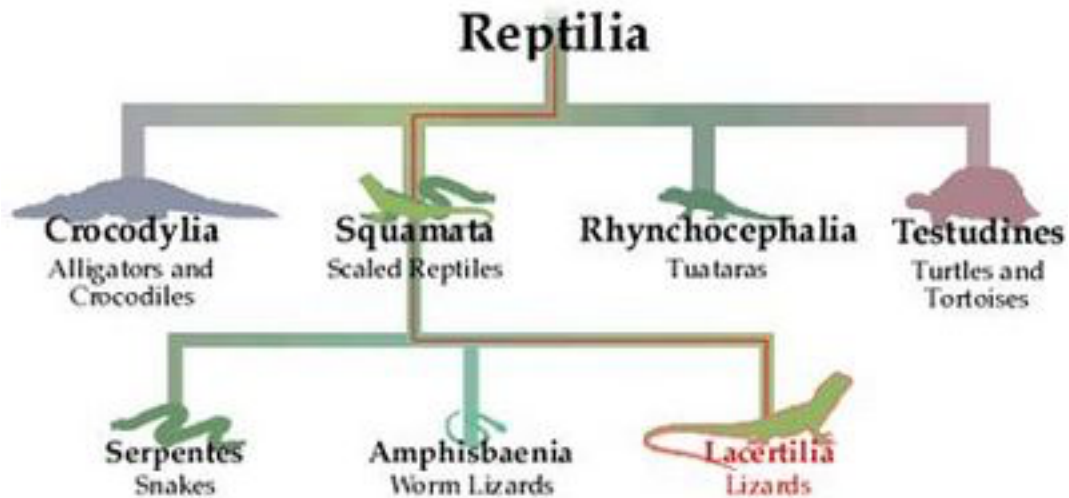 Reptilia
Crocodylia
Alligators and
Crocodiles
Squamata
Scaled Reptiles
Rhynchocephalia
Tuataras
Testudines
Turtles and
Tortoises
Serpentes
Snakes
Amphisbaenia
Worm Lizards
Lacertilia
Lizards